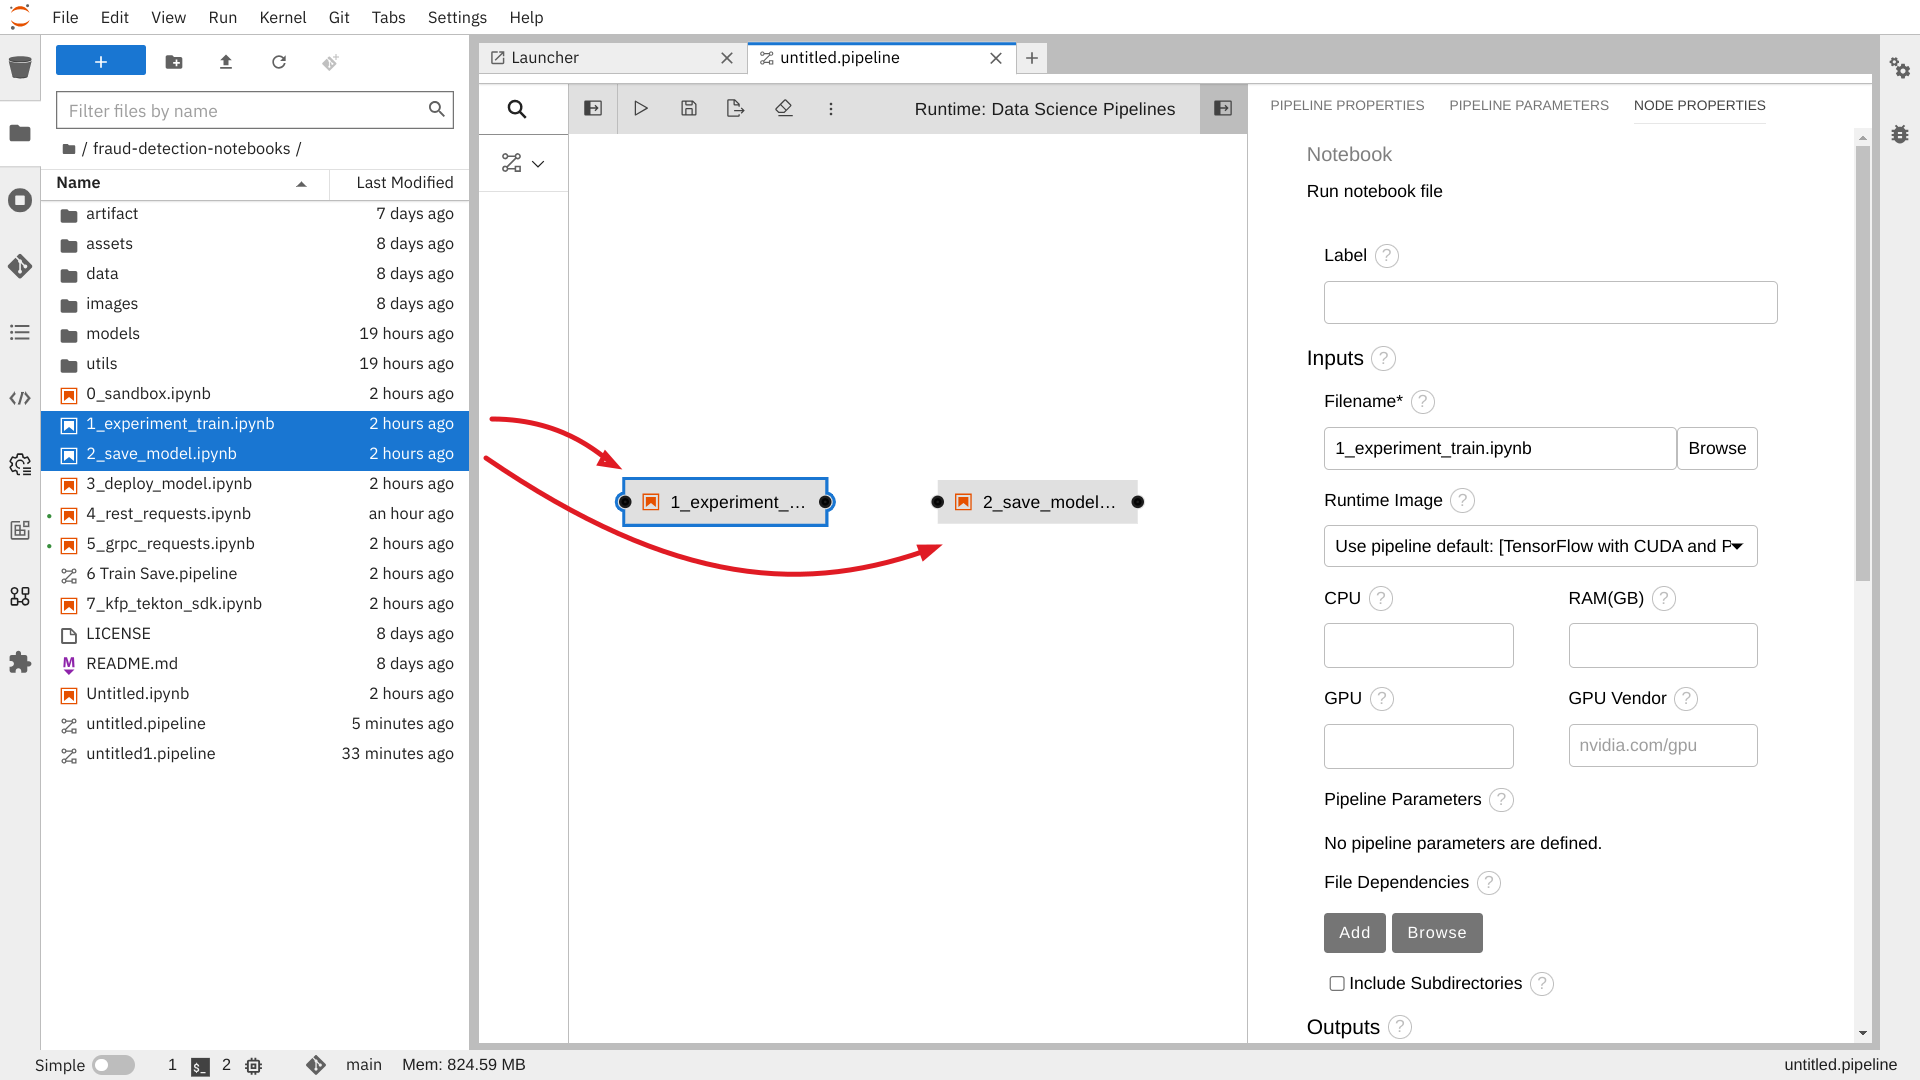 File Edit View Run Kernel Git Tabs Settings Help
+
Launcher
untitled.pipeline
Filter files by name
/ fraud-detection-notebooks /
Name Last Modified
artifact 7 days ago
assets 8 days ago
data 8 days ago
images 8 days ago
models 19 hours ago
utils 19 hours ago
0_sandbox.ipynb 2 hours ago
1_experiment_train.ipynb 2 hours ago
2_save_model.ipynb 2 hours ago
3_deploy_model.ipynb 2 hours ago
4_rest_requests.ipynb an hour ago
5_grpc_requests.ipynb 2 hours ago
6 Train Save.pipeline 2 hours ago
7_kfp_tekton_sdk.ipynb 2 hours ago
LICENSE 8 days ago
M README.md 8 days ago
Untitled.ipynb 2 hours ago
untitled.pipeline 5 minutes ago
untitled1.pipeline 33 minutes ago
Runtime: Data Science Pipelines
1_experiment_...
2_save_model...
PIPELINE PROPERTIES PIPELINE PARAMETERS NODE PROPERTIES
Notebook
Run notebook file
Label ?
Inputs ?
Filename* ?
1_experiment_train.ipynb Browse
Runtime Image ?
Use pipeline default: [TensorFlow with CUDA and P
CPU ? RAM(GB) ?
GPU ? GPU Vendor ?
nvidia.com/gpu
Pipeline Parameters ?
No pipeline parameters are defined.
File Dependencies ?
Add Browse
Include Subdirectories ?
Outputs ?
Simple 1 $_ 2 main Mem: 824.59 MB untitled.pipeline